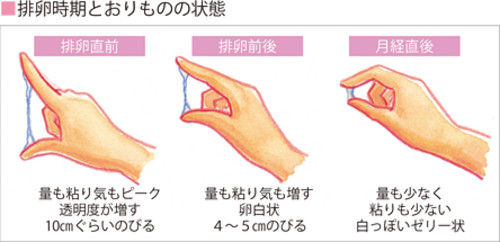 ■排卵時期とおりものの状態
排卵直前
排卵前後
月経直後
量も粘り気もピーク
透明度が増す
10㎝ぐらいのびる
量も粘り気も増す
卵白状
4～5㎝のびる
量も少なく
粘りも少ない
白っぽいゼリー状